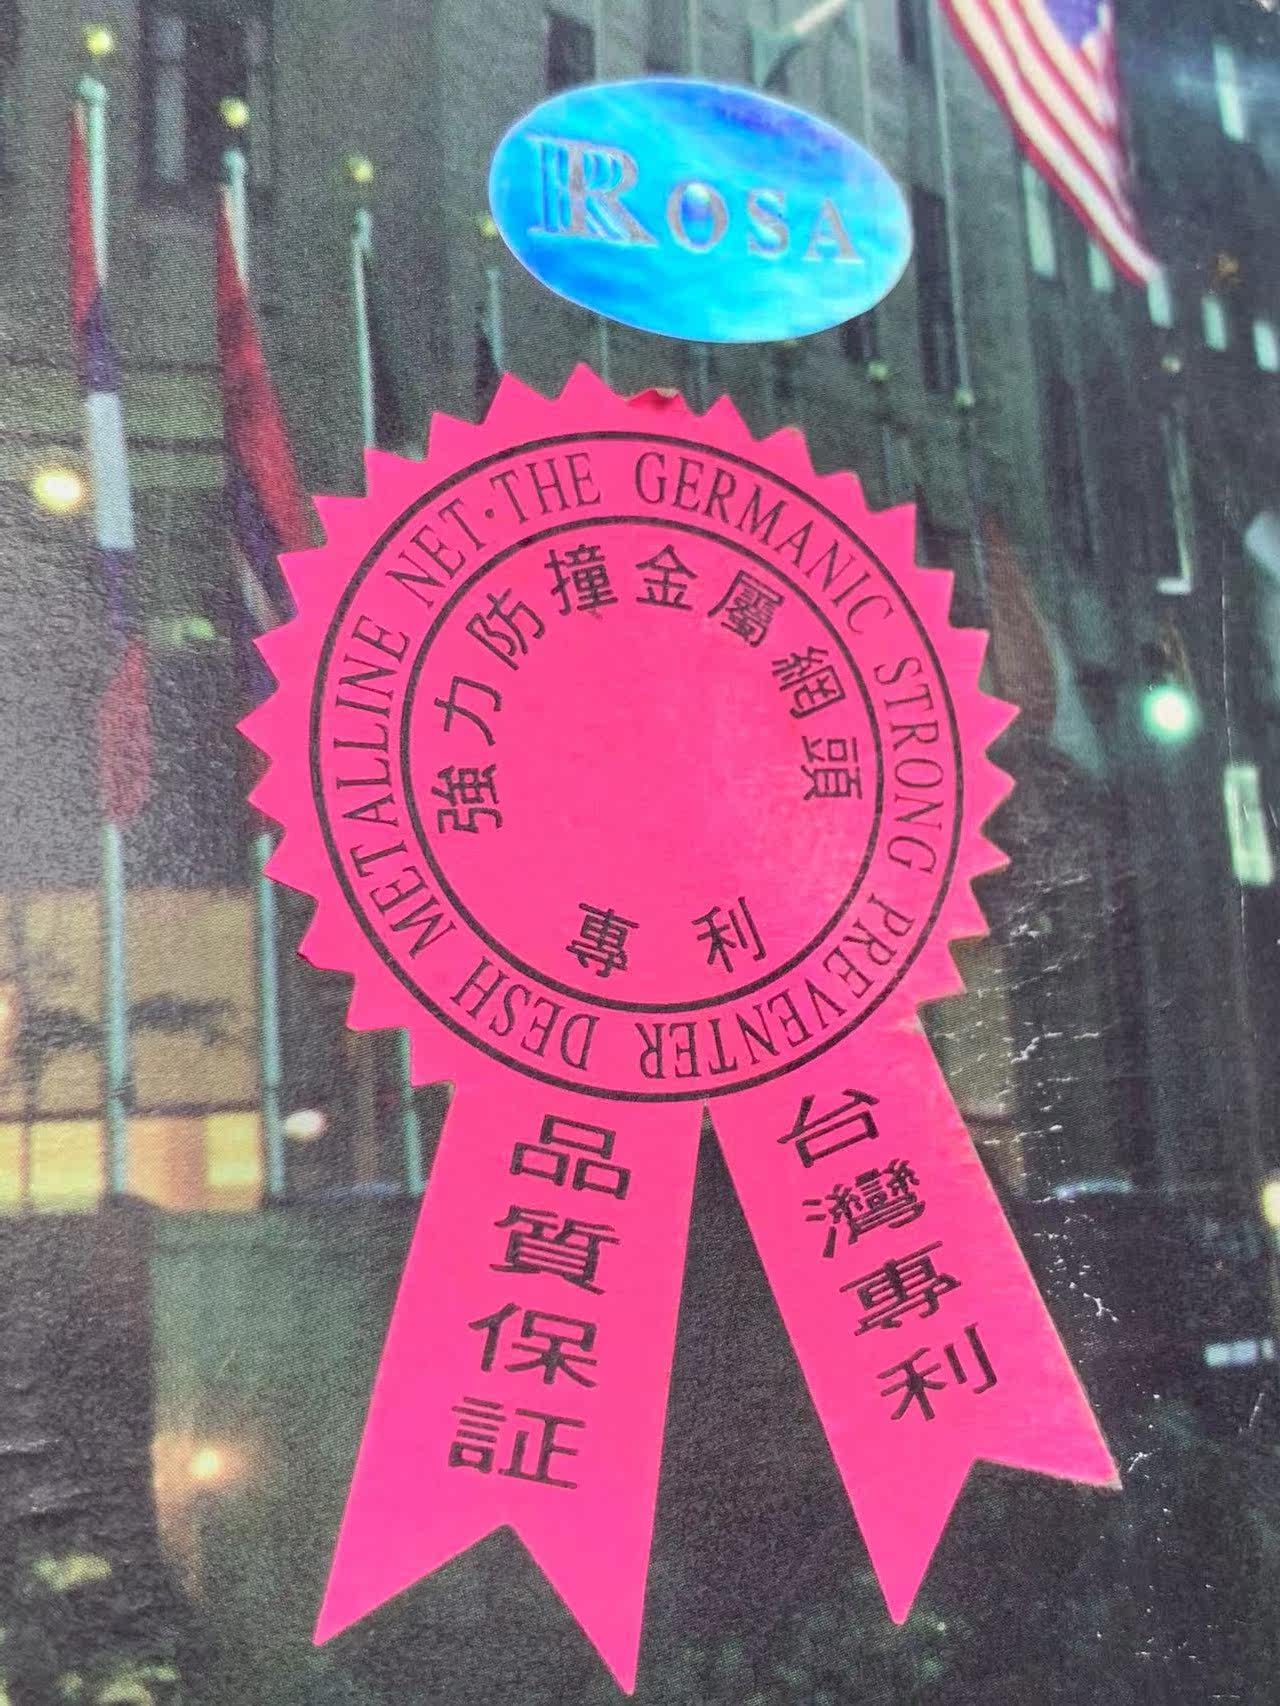 ROSA
THE GERMANIC STRONG PREVENTER DESH METALLINE NET·
強力防撞金屬網頭
專利
品質保証
台灣專利